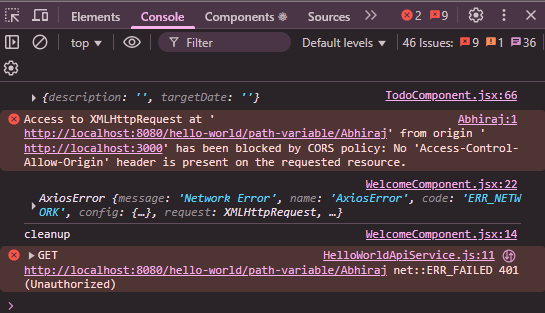 Elements Console Components Sources 2 9
top Filter Default levels 46 Issues: 9 1 36
{description: '', targetDate: ''} TodoComponent.jsx:66
Access to XMLHttpRequest at ' Abhiraj:1
http://localhost:8080/hello-world/path-variable/Abhiraj' from origin '
http://localhost:3000' has been blocked by CORS policy: No 'Access-Control-
Allow-Origin' header is present on the requested resource.
WelcomeComponent.jsx:22
AxiosError {message: 'Network Error', name: 'AxiosError', code: 'ERR_NETW
ORK', config: {…}, request: XMLHttpRequest, …}
cleanup WelcomeComponent.jsx:14
GET HelloWorldApiService.js:11
http://localhost:8080/hello-world/path-variable/Abhiraj net::ERR_FAILED 401
(Unauthorized)